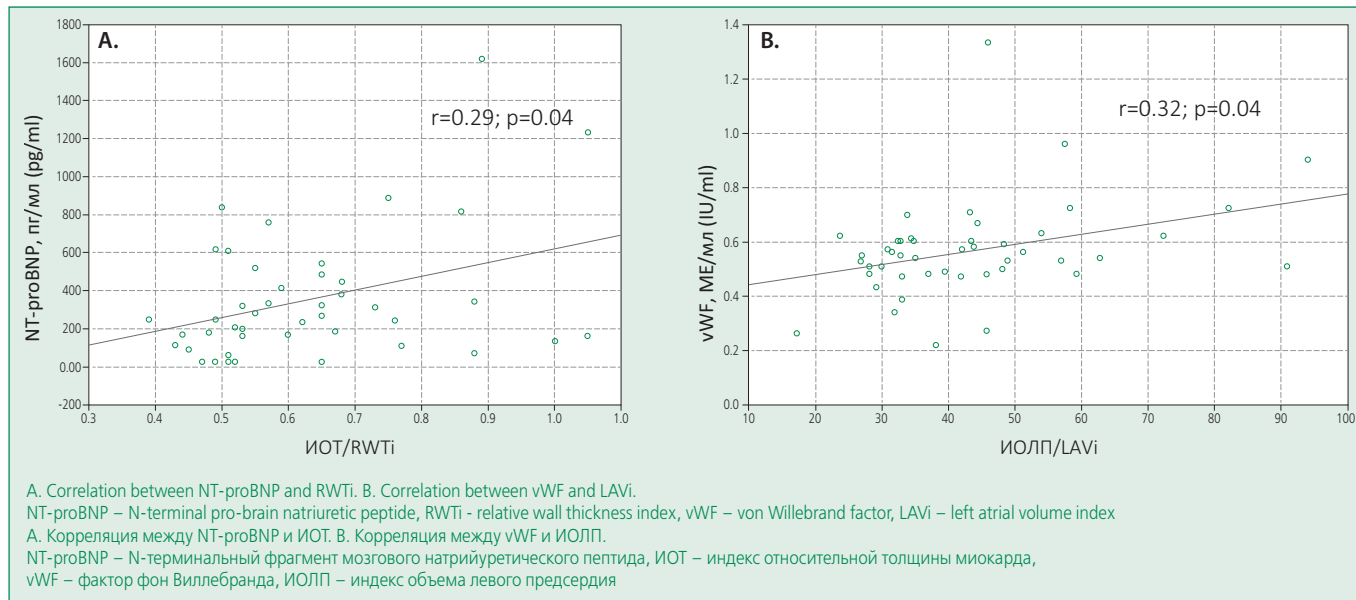 A.
1800
1600
1400
1200
1000
800
600
400
200
0.00
-200
0.3 0.4 0.5 0.6 0.7 0.8 0.9 1.0 1.0
NT-proBNP, пг/мл (pg/ml)
r=0.29; p=0.04
ИОТ/RWTi
B.
1.4
1.2
1.0
0.8
0.6
0.4
0.2
0.0
10 20 30 40 50 60 70 80 90 100
vWF, МЕ/мл (IU/ml)
r=0.32; p=0.04
ИОЛП/LAVi
A. Correlation between NT-proBNP and RWTi. B. Correlation between vWF and LAVi.
NT-proBNP – N-terminal pro-brain natriuretic peptide, RWTi - relative wall thickness index, vWF – von Willebrand factor, LAVi – left atrial volume index
А. Корреляция между NT-proBNP и ИОТ. В. Корреляция между vWF и ИОЛП.
NT-proBNP – N-терминальный фрагмент мозгового натрийуретического пептида, ИОТ – индекс относительной толщины миокарда,
vWF – фактор фон Виллебранда, ИОЛП – индекс объема левого предсердия